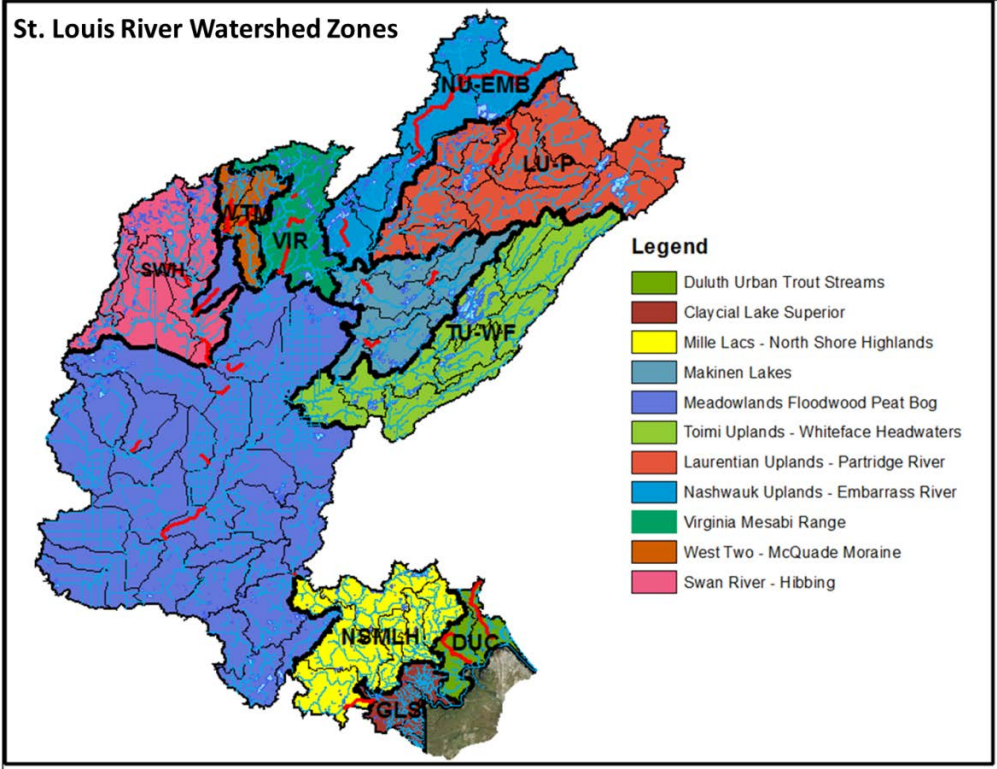 St. Louis River Watershed Zones
NU-EMB
LU-P
WTM
VIR
SWH
TU-WF
NSMLH
DUC
GLS
Legend
Duluth Urban Trout Streams
Claycial Lake Superior
Mille Lacs - North Shore Highlands
Makinen Lakes
Meadowlands Floodwood Peat Bog
Toimi Uplands - Whiteface Headwaters
Laurentian Uplands - Partridge River
Nashwauk Uplands - Embarrass River
Virginia Mesabi Range
West Two - McQuade Moraine
Swan River - Hibbing